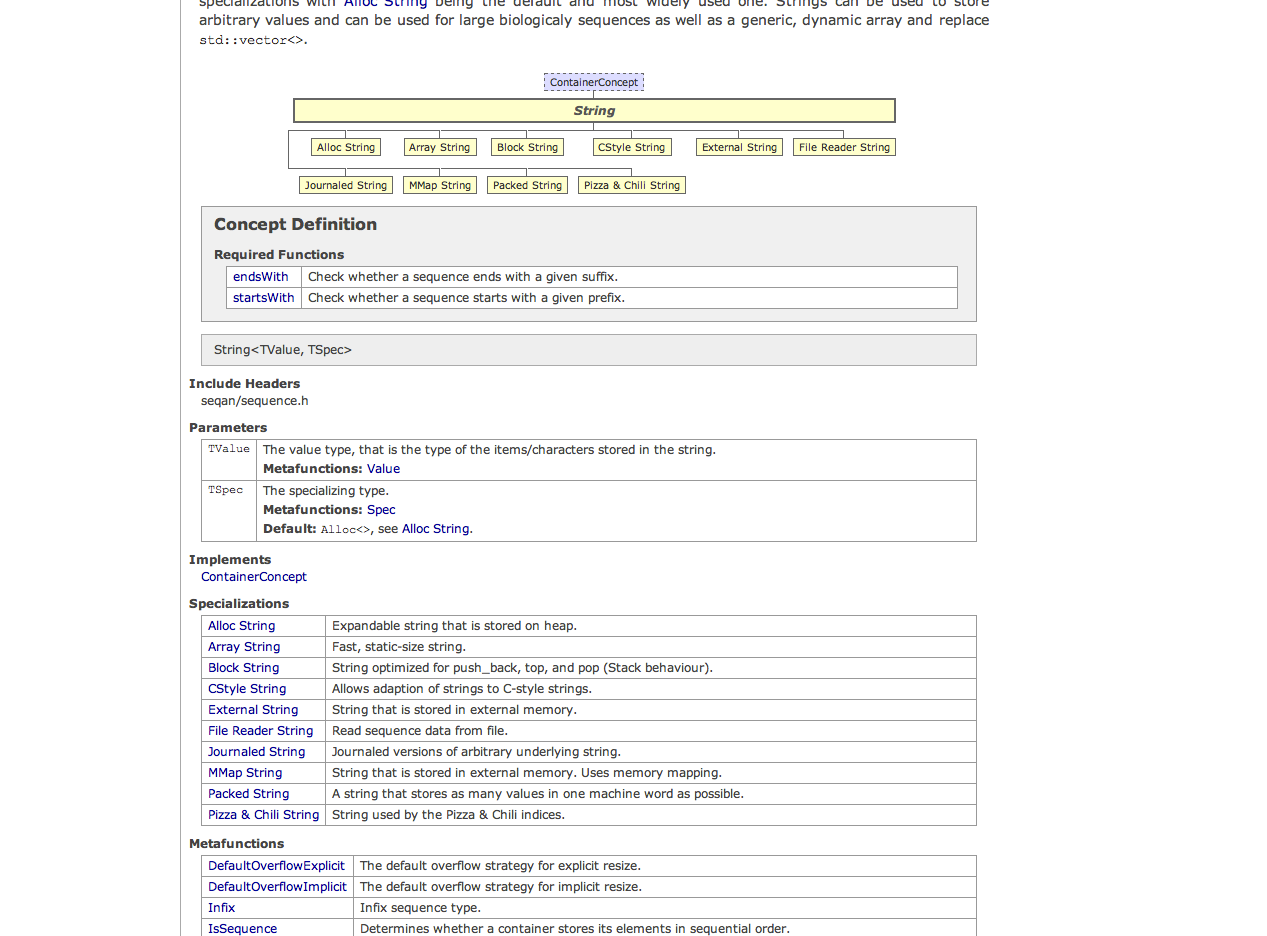 specializations with Alloc String being the default and most widely used one. Strings can be used to store
arbitrary values and can be used for large biologicaly sequences as well as a generic, dynamic array and replace
std::vector<>.
ContainerConcept
String
Alloc String Array String Block String CStyle String External String File Reader String
Journaled String MMap String Packed String Pizza & Chili String
Concept Definition
Required Functions
endsWith Check whether a sequence ends with a given suffix.
startsWith Check whether a sequence starts with a given prefix.
String<TValue, TSpec>
Include Headers
seqan/sequence.h
Parameters
TValue The value type, that is the type of the items/characters stored in the string.
Metafunctions: Value
TSpec The specializing type.
Metafunctions: Spec
Default: Alloc<>, see Alloc String.
Implements
ContainerConcept
Specializations
Alloc String Expandable string that is stored on heap.
Array String Fast, static-size string.
Block String String optimized for push_back, top, and pop (Stack behaviour).
CStyle String Allows adaption of strings to C-style strings.
External String String that is stored in external memory.
File Reader String Read sequence data from file.
Journaled String Journaled versions of arbitrary underlying string.
MMap String String that is stored in external memory. Uses memory mapping.
Packed String A string that stores as many values in one machine word as possible.
Pizza & Chili String String used by the Pizza & Chili indices.
Metafunctions
DefaultOverflowExplicit The default overflow strategy for explicit resize.
DefaultOverflowImplicit The default overflow strategy for implicit resize.
Infix Infix sequence type.
IsSequence Determines whether a container stores its elements in sequential order.